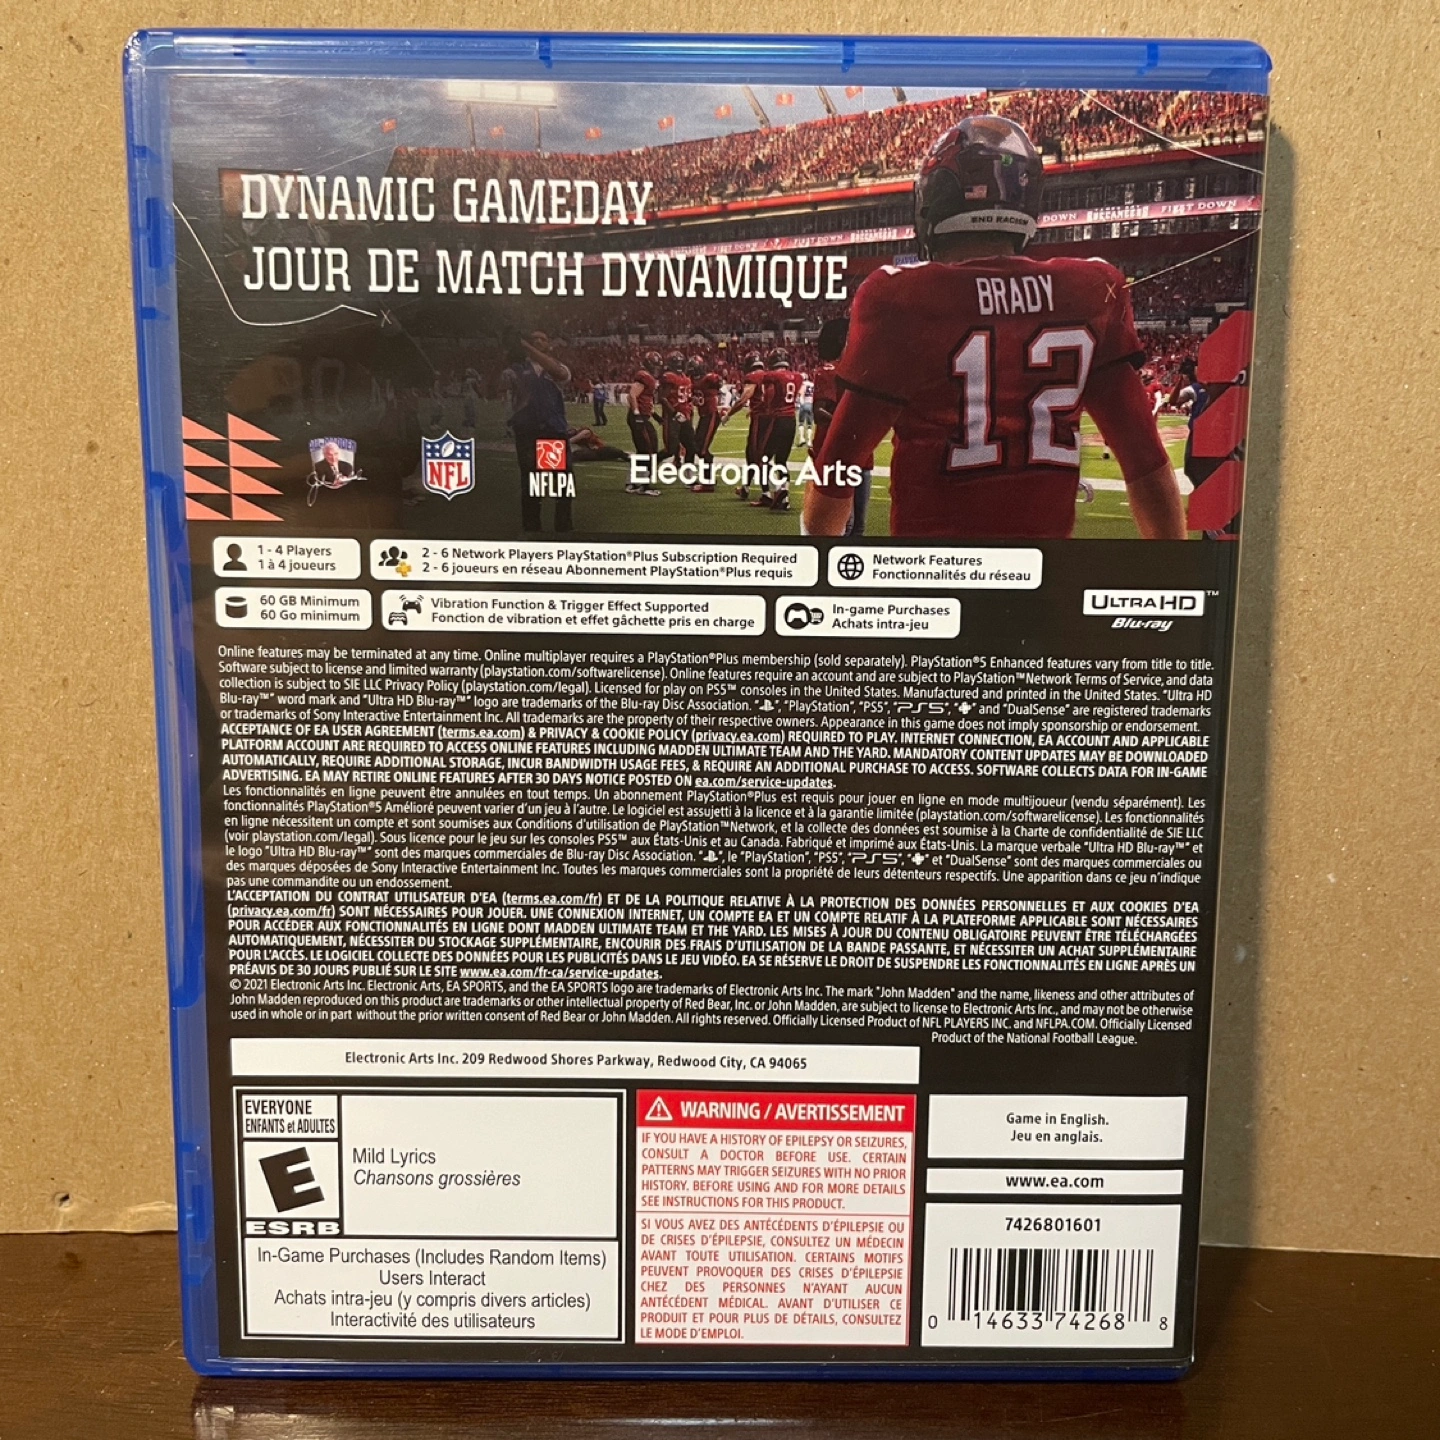 DYNAMIC GAMEDAY
JOUR DE MATCH DYNAMIQUE
END RACISM
DOWN BUCCANEERS FIRST DOWN
BRADY
12
NFL
NFLPA
Electronic Arts
1 - 4 Players
1 à 4 joueurs
2 - 6 Network Players PlayStation®Plus Subscription Required
2 - 6 joueurs en réseau Abonnement PlayStation®Plus requis
Network Features
Fonctionnalités du réseau
60 GB Minimum
60 Go minimum
Vibration Function & Trigger Effect Supported
Fonction de vibration et effet gâchette pris en charge
In-game Purchases
Achats intra-jeu
ULTRA HD™
Blu-ray
Online features may be terminated at any time. Online multiplayer requires a PlayStation®Plus membership (sold separately). PlayStation®5 Enhanced features vary from title to title.
Software subject to license and limited warranty (playstation.com/softwarelicense). Online features require an account and are subject to PlayStation™Network Terms of Service, and data
collection is subject to SIE LLC Privacy Policy (playstation.com/legal). Licensed for play on PS5™ consoles in the United States. Manufactured and printed in the United States. "Ultra HD
Blu-ray™" word mark and "Ultra HD Blu-ray™" logo are trademarks of the Blu-ray Disc Association. "PS", "PlayStation", "PS5", "PS5", "+" and "DualSense" are registered trademarks
or trademarks of Sony Interactive Entertainment Inc. All trademarks are the property of their respective owners. Appearance in this game does not imply sponsorship or endorsement.
ACCEPTANCE OF EA USER AGREEMENT (terms.ea.com) & PRIVACY & COOKIE POLICY (privacy.ea.com) REQUIRED TO PLAY. INTERNET CONNECTION, EA ACCOUNT AND APPLICABLE
PLATFORM ACCOUNT ARE REQUIRED TO ACCESS ONLINE FEATURES INCLUDING MADDEN ULTIMATE TEAM AND THE YARD. MANDATORY CONTENT UPDATES MAY BE DOWNLOADED
AUTOMATICALLY, REQUIRE ADDITIONAL STORAGE, INCUR BANDWIDTH USAGE FEES, & REQUIRE AN ADDITIONAL PURCHASE TO ACCESS. SOFTWARE COLLECTS DATA FOR IN-GAME
ADVERTISING. EA MAY RETIRE ONLINE FEATURES AFTER 30 DAYS NOTICE POSTED ON ea.com/service-updates.
Les fonctionnalités en ligne peuvent être annulées en tout temps. Un abonnement PlayStation®Plus est requis pour jouer en ligne en mode multijoueur (vendu séparément). Les
fonctionnalités PlayStation®5 Amélioré peuvent varier d'un jeu à l'autre. Le logiciel est assujetti à la licence et à la garantie limitée (playstation.com/softwarelicense). Les fonctionnalités
en ligne nécessitent un compte et sont soumises aux Conditions d'utilisation de PlayStation™Network, et la collecte des données est soumise à la Charte de confidentialité de SIE LLC
(voir playstation.com/legal). Sous licence pour le jeu sur les consoles PS5™ aux États-Unis et au Canada. Fabriqué et imprimé aux États-Unis. La marque verbale "Ultra HD Blu-ray™" et
le logo "Ultra HD Blu-ray™" sont des marques commerciales de Blu-ray Disc Association. "PS", le "PlayStation", "PS5", "PS5", "+" et "DualSense" sont des marques commerciales ou
des marques déposées de Sony Interactive Entertainment Inc. Toutes les marques commerciales sont la propriété de leurs détenteurs respectifs. Une apparition dans ce jeu n'indique
pas une commandite ou un endossement.
L'ACCEPTATION DU CONTRAT UTILISATEUR D'EA (terms.ea.com/fr) ET DE LA POLITIQUE RELATIVE À LA PROTECTION DES DONNÉES PERSONNELLES ET AUX COOKIES D'EA
(privacy.ea.com/fr) SONT NÉCESSAIRES POUR JOUER. UNE CONNEXION INTERNET, UN COMPTE EA ET UN COMPTE RELATIF À LA PLATEFORME APPLICABLE SONT NÉCESSAIRES
POUR ACCÉDER AUX FONCTIONNALITÉS EN LIGNE DONT MADDEN ULTIMATE TEAM ET THE YARD. LES MISES À JOUR DU CONTENU OBLIGATOIRE PEUVENT ÊTRE TÉLÉCHARGÉES
AUTOMATIQUEMENT, NÉCESSITER DU STOCKAGE SUPPLÉMENTAIRE, ENCOURIR DES FRAIS D'UTILISATION DE LA BANDE PASSANTE, ET NÉCESSITER UN ACHAT SUPPLÉMENTAIRE
POUR L'ACCÈS. LE LOGICIEL COLLECTE DES DONNÉES POUR LES PUBLICITÉS DANS LE JEU VIDÉO. EA SE RÉSERVE LE DROIT DE SUSPENDRE LES FONCTIONNALITÉS EN LIGNE APRÈS UN
PRÉAVIS DE 30 JOURS PUBLIÉ SUR LE SITE www.ea.com/fr-ca/service-updates.
© 2021 Electronic Arts Inc. Electronic Arts, EA SPORTS, and the EA SPORTS logo are trademarks of Electronic Arts Inc. The mark "John Madden" and the name, likeness and other attributes of
John Madden reproduced on this product are trademarks or other intellectual property of Red Bear, Inc. or John Madden, are subject to license to Electronic Arts Inc., and may not be otherwise
used in whole or in part without the prior written consent of Red Bear or John Madden. All rights reserved. Officially Licensed Product of NFL PLAYERS INC. and NFLPA.COM. Officially Licensed
Product of the National Football League.
Electronic Arts Inc. 209 Redwood Shores Parkway, Redwood City, CA 94065
EVERYONE
ENFANTS et ADULTES
E
ESRB
Mild Lyrics
Chansons grossières
In-Game Purchases (Includes Random Items)
Users Interact
Achats intra-jeu (y compris divers articles)
Interactivité des utilisateurs
WARNING / AVERTISSEMENT
IF YOU HAVE A HISTORY OF EPILEPSY OR SEIZURES,
CONSULT A DOCTOR BEFORE USE. CERTAIN
PATTERNS MAY TRIGGER SEIZURES WITH NO PRIOR
HISTORY. BEFORE USING AND FOR MORE DETAILS
SEE INSTRUCTIONS FOR THIS PRODUCT.
SI VOUS AVEZ DES ANTÉCÉDENTS D'ÉPILEPSIE OU
DE CRISES D'ÉPILEPSIE, CONSULTEZ UN MÉDECIN
AVANT TOUTE UTILISATION. CERTAINS MOTIFS
PEUVENT PROVOQUER DES CRISES D'ÉPILEPSIE
CHEZ DES PERSONNES N'AYANT AUCUN
ANTÉCÉDENT MÉDICAL. AVANT D'UTILISER CE
PRODUIT ET POUR PLUS DE DÉTAILS, CONSULTEZ
LE MODE D'EMPLOI.
Game in English.
Jeu en anglais.
www.ea.com
7426801601
0 14633 74268 8